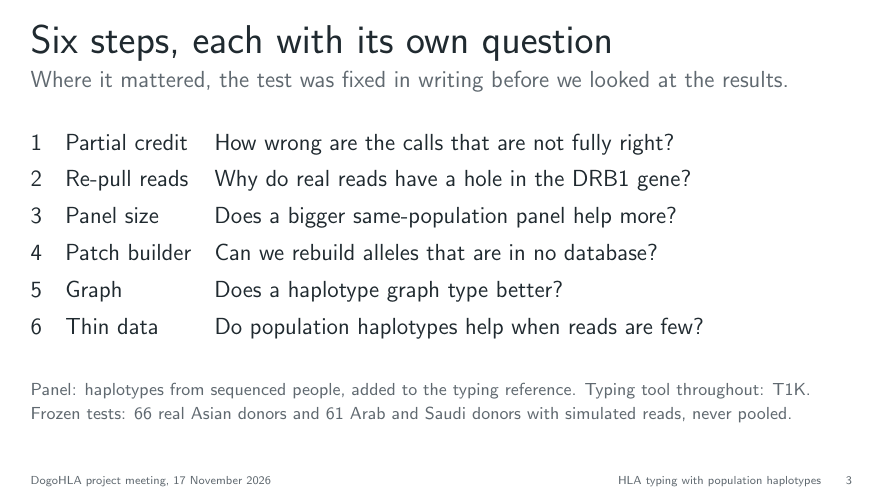 Six steps, each with its own question
Where it mattered, the test was fixed in writing before we looked at the results.
1 Partial credit How wrong are the calls that are not fully right?
2 Re-pull reads Why do real reads have a hole in the DRB1 gene?
3 Panel size Does a bigger same-population panel help more?
4 Patch builder Can we rebuild alleles that are in no database?
5 Graph Does a haplotype graph type better?
6 Thin data Do population haplotypes help when reads are few?
Panel: haplotypes from sequenced people, added to the typing reference. Typing tool throughout: T1K.
Frozen tests: 66 real Asian donors and 61 Arab and Saudi donors with simulated reads, never pooled.
DogoHLA project meeting, 17 November 2026 HLA typing with population haplotypes 3